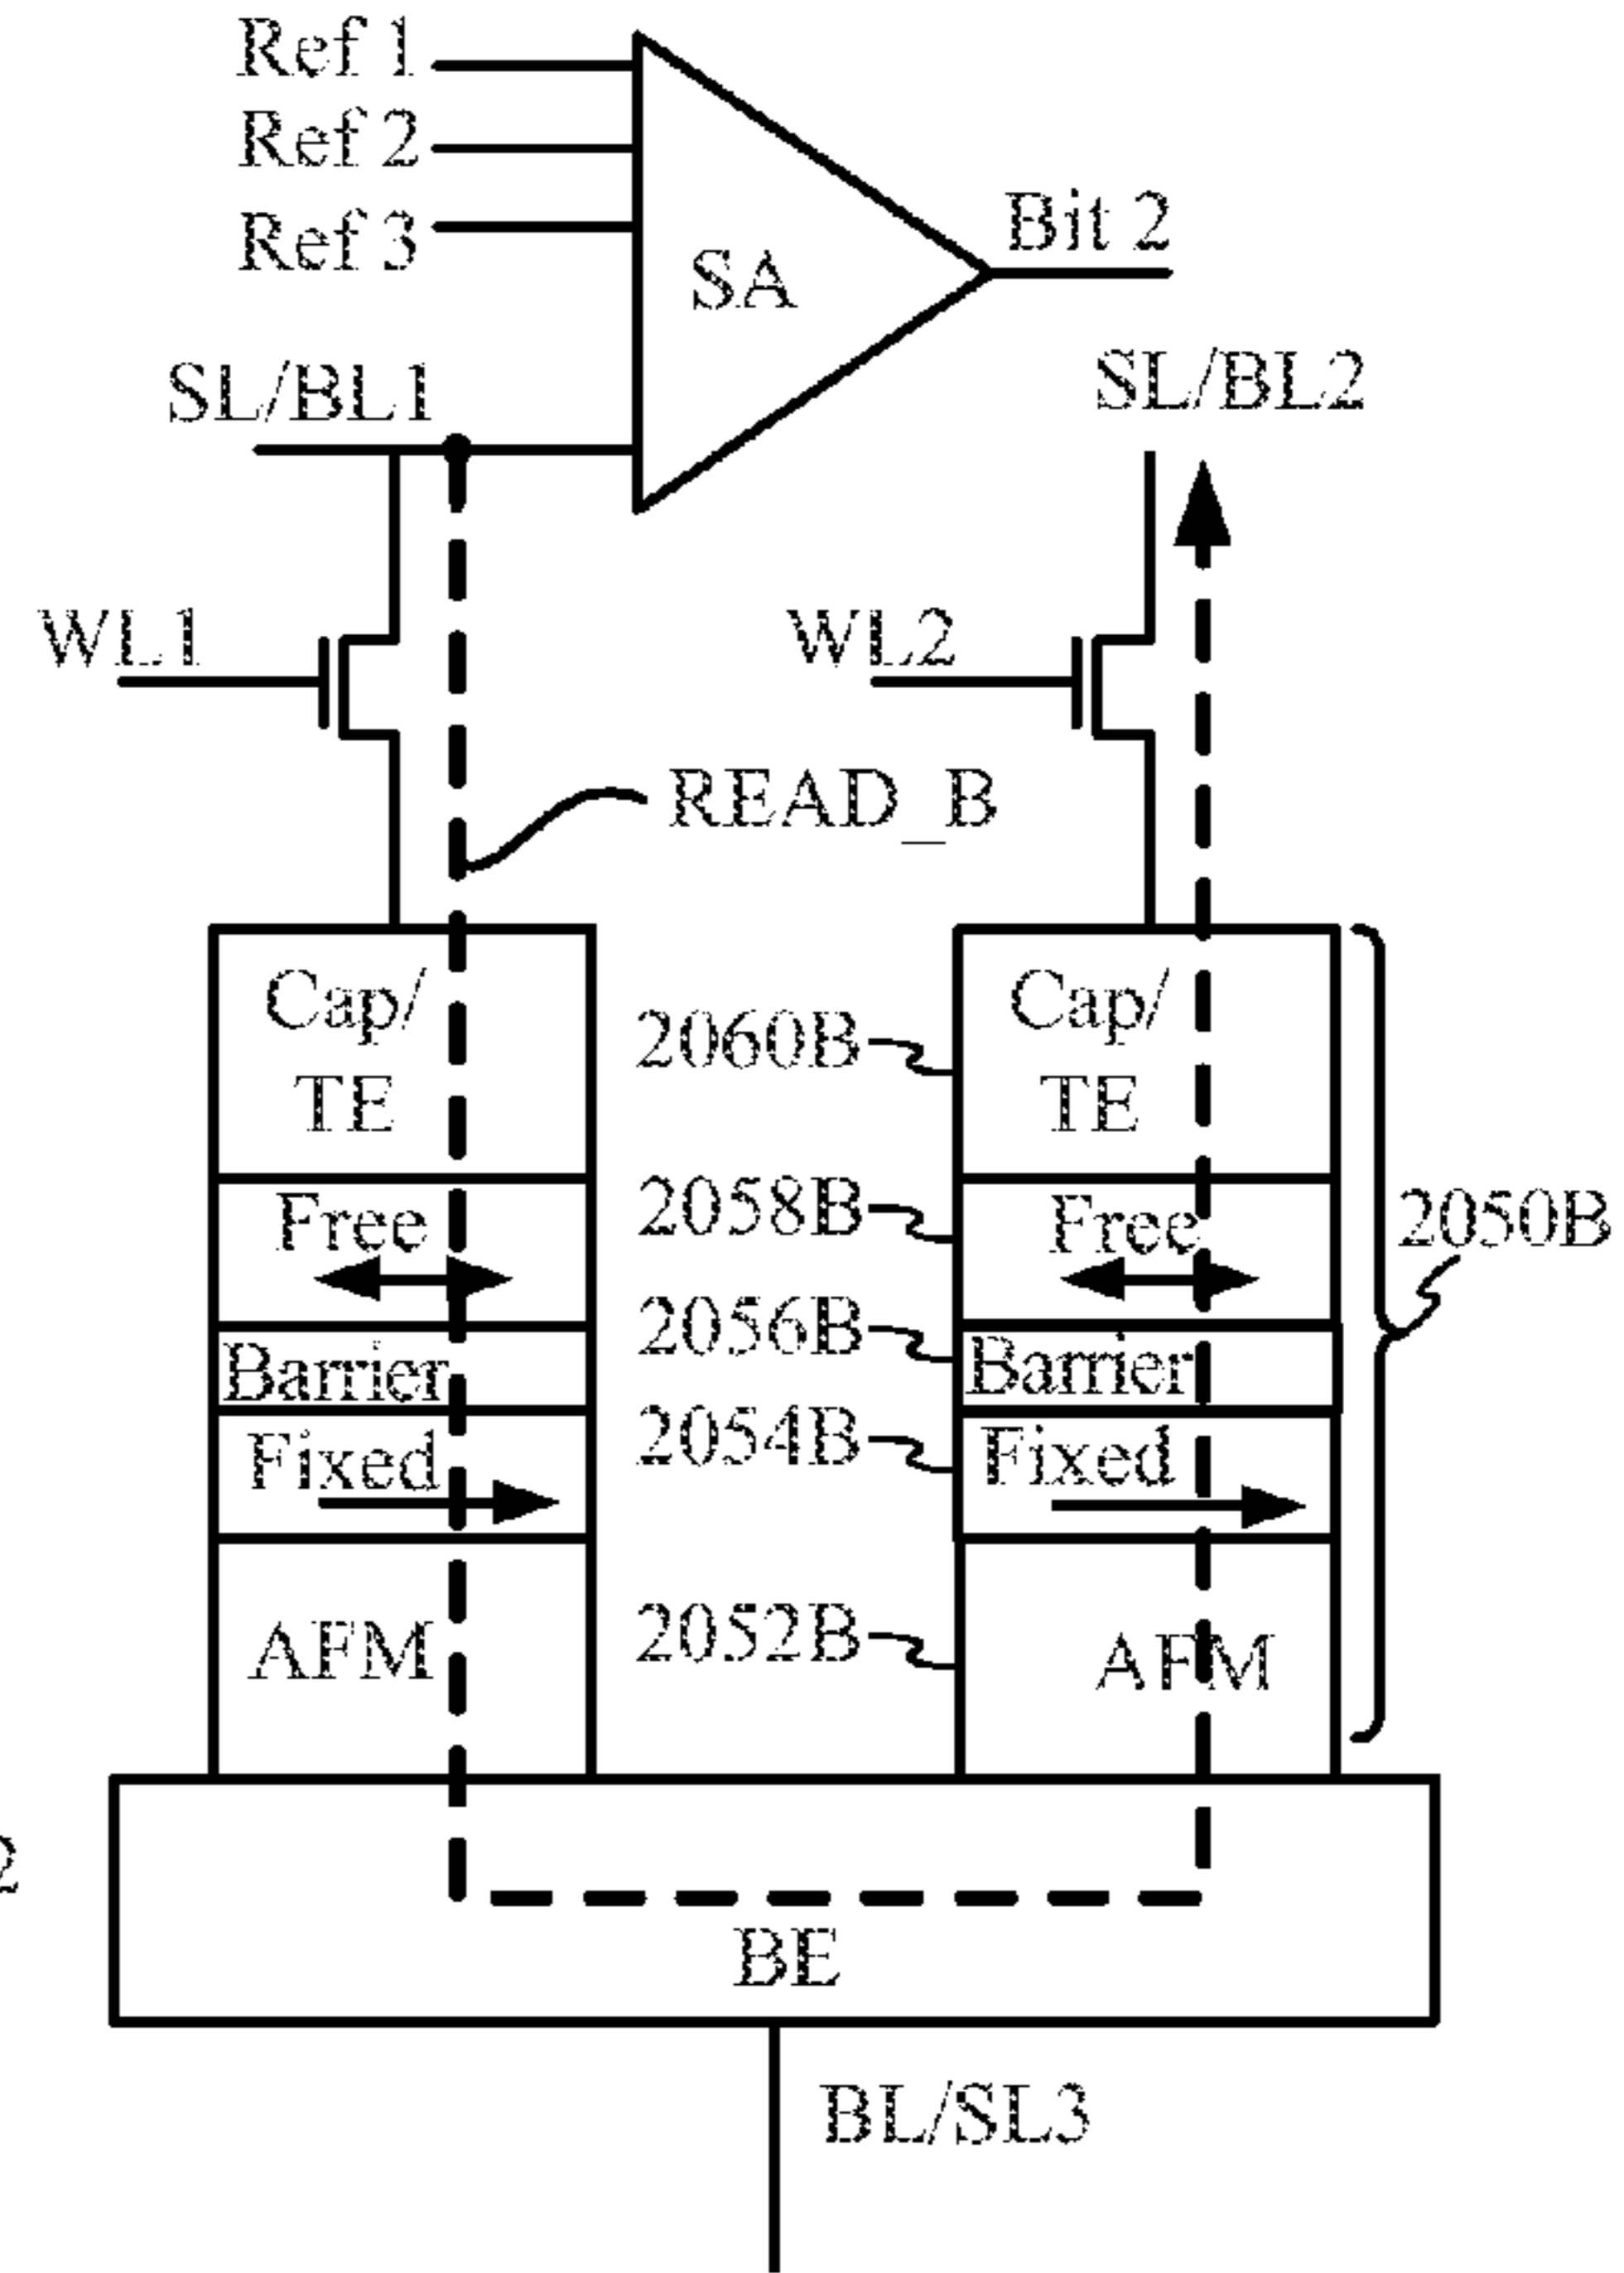 Ref 1
Ref 2
Ref 3
SA
Bit 2
SL/BL1
SL/BL2
WL1
WL2
READ_B
Cap/
TE
2060B
Cap/
TE
Free
2058B
Free
2050B
Barrier
2056B
Barrier
Fixed
2054B
Fixed
AFM
2052B
AFM
BE
BL/SL3